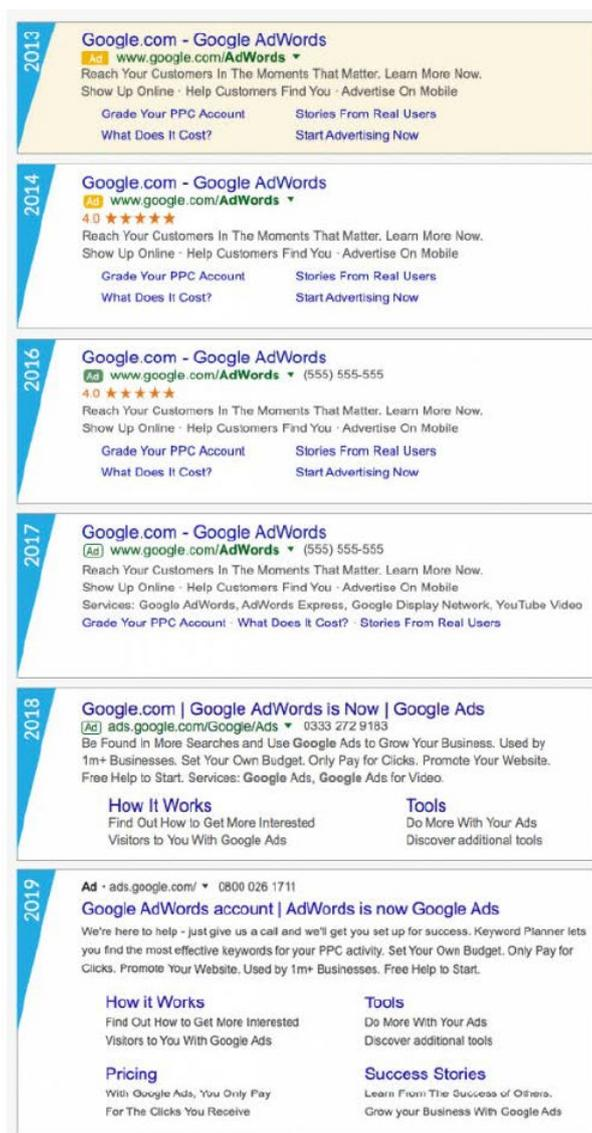 2013
Google.com - Google AdWords
Ad www.google.com/AdWords ▼
Reach Your Customers In The Moments That Matter. Learn More Now.
Show Up Online · Help Customers Find You · Advertise On Mobile
Grade Your PPC Account Stories From Real Users
What Does It Cost? Start Advertising Now
2014
Google.com - Google AdWords
Ad www.google.com/AdWords ▼
4.0 ★★★★★
Reach Your Customers In The Moments That Matter. Learn More Now.
Show Up Online · Help Customers Find You · Advertise On Mobile
Grade Your PPC Account Stories From Real Users
What Does It Cost? Start Advertising Now
2016
Google.com - Google AdWords
Ad www.google.com/AdWords ▼ (555) 555-555
4.0 ★★★★★
Reach Your Customers In The Moments That Matter. Learn More Now.
Show Up Online · Help Customers Find You · Advertise On Mobile
Grade Your PPC Account Stories From Real Users
What Does It Cost? Start Advertising Now
2017
Google.com - Google AdWords
Ad www.google.com/AdWords ▼ (555) 555-555
Reach Your Customers In The Moments That Matter. Learn More Now.
Show Up Online · Help Customers Find You · Advertise On Mobile
Services: Google AdWords, AdWords Express, Google Display Network, YouTube Video
Grade Your PPC Account · What Does It Cost? · Stories From Real Users
2018
Google.com | Google AdWords is Now | Google Ads
Ad ads.google.com/Google/Ads ▼ 0333 272 9183
Be Found in More Searches and Use Google Ads to Grow Your Business. Used by
1m+ Businesses. Set Your Own Budget. Only Pay for Clicks. Promote Your Website.
Free Help to Start. Services: Google Ads, Google Ads for Video.
How It Works Tools
Find Out How to Get More Interested Do More With Your Ads
Visitors to You With Google Ads Discover additional tools
2019
Ad · ads.google.com/ ▼ 0800 026 1711
Google AdWords account | AdWords is now Google Ads
We're here to help - just give us a call and we'll get you set up for success. Keyword Planner lets
you find the most effective keywords for your PPC activity. Set Your Own Budget. Only Pay for
Clicks. Promote Your Website. Used by 1m+ Businesses. Free Help to Start.
How it Works Tools
Find Out How to Get More Interested Do More With Your Ads
Visitors to You With Google Ads Discover additional tools
Pricing Success Stories
With Google Ads, You Only Pay Learn From The Success of Others.
For The Clicks You Receive Grow your Business With Google Ads